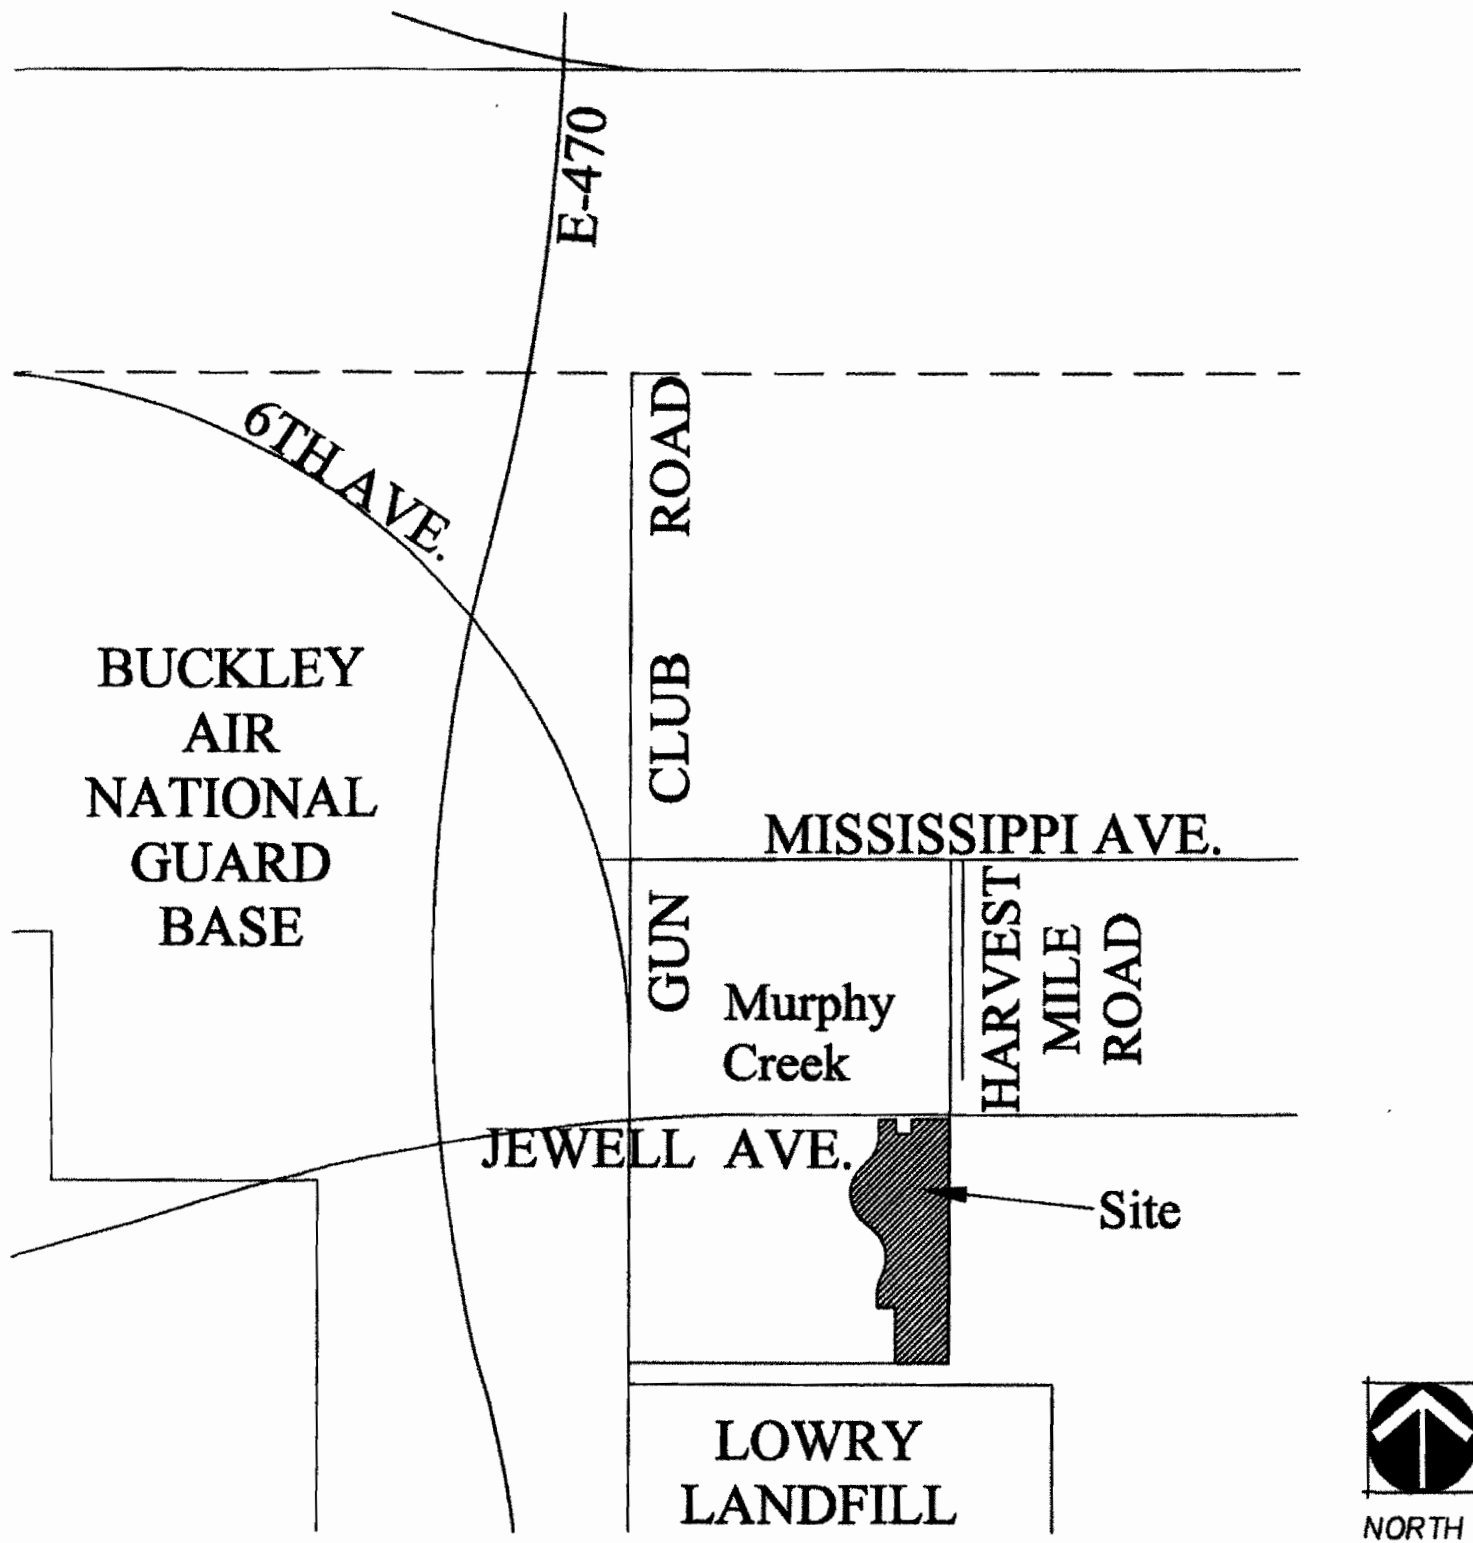 E-470
6TH AVE.
GUN CLUB ROAD
BUCKLEY
AIR
NATIONAL
GUARD
BASE
MISSISSIPPI AVE.
HARVEST
MILE
ROAD
Murphy
Creek
JEWELL AVE.
Site
LOWRY
LANDFILL
NORTH